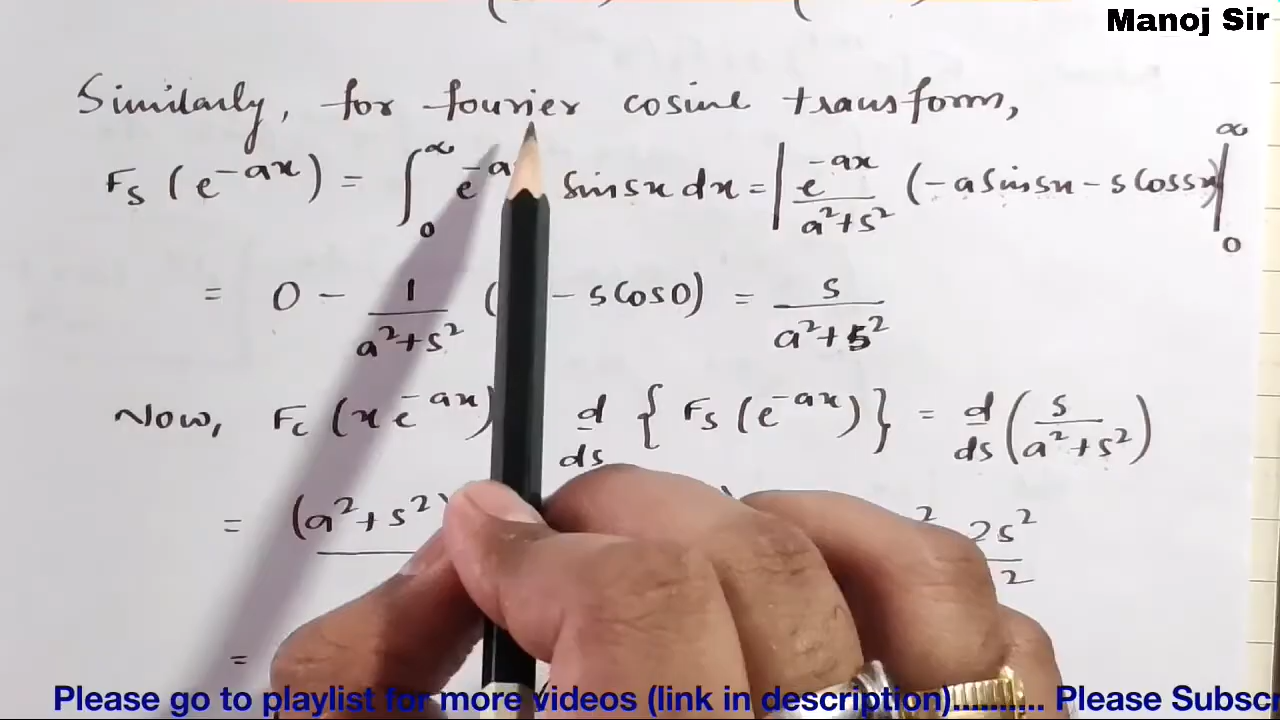 Manoj Sir
Similarly, for fourier cosine transform,
Fs (e^-ax) = ∫₀^∞ e^-a sinsx dx = | e^-ax / a²+s² (-a sinsx - s cossx) |₀^∞
= 0 - 1 / a²+s² ( - s cos0) = s / a²+s²
Now, Fc (x e^-ax) d/ds { Fs (e^-ax) } = d/ds ( s / a²+s² )
= (a²+s²) 2s²
=
Please go to playlist for more videos (link in description).......... Please Subsc